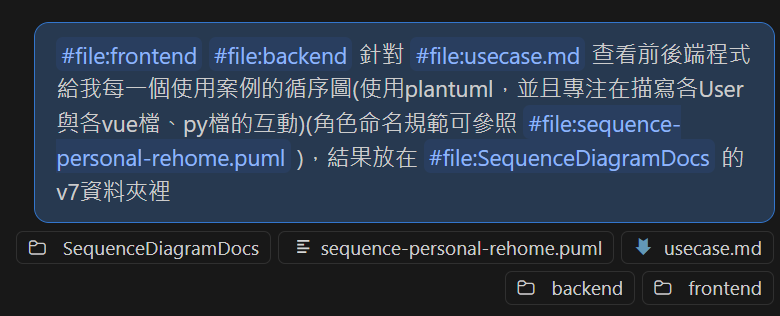 #file:frontend #file:backend 針對 #file:usecase.md 查看前後端程式
給我每一個使用案例的循序圖(使用plantuml，並且專注在描寫各User
與各vue檔、py檔的互動)(角色命名規範可參照 #file:sequence-
personal-rehome.puml )，結果放在 #file:SequenceDiagramDocs 的
v7資料夾裡
SequenceDiagramDocs sequence-personal-rehome.puml usecase.md
backend frontend